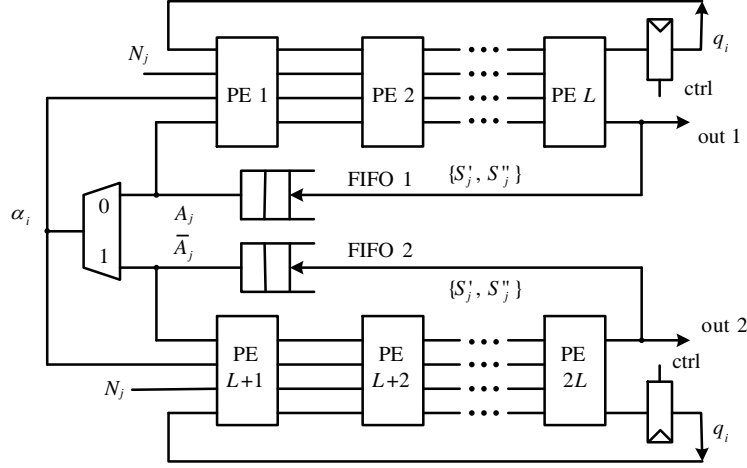 q_i
N_j
PE 1
PE 2
PE L
ctrl
out 1
FIFO 1
{S'_j, S''_j}
0
α_i
A_j
A̅_j
1
FIFO 2
{S'_j, S''_j}
out 2
PE L+1
PE L+2
PE 2L
ctrl
N_j
q_i